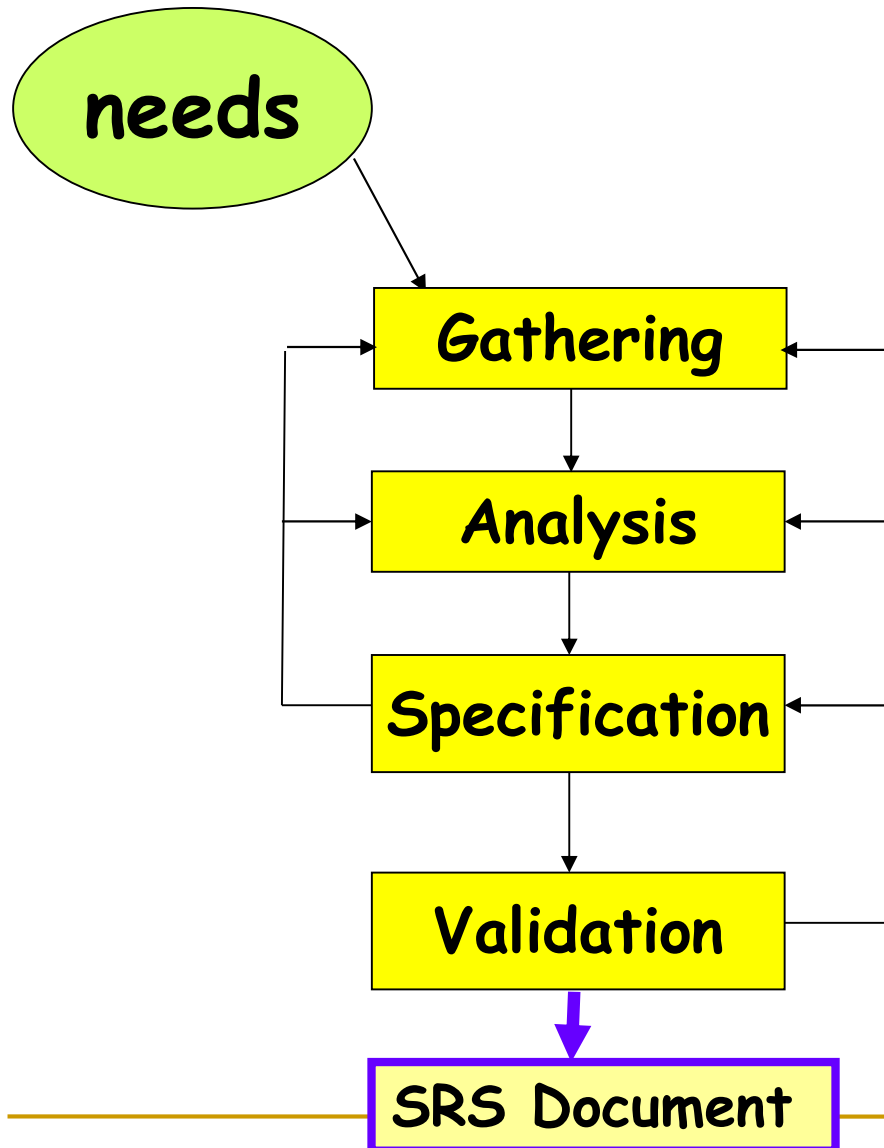 needs
Gathering
Analysis
Specification
Validation
SRS Document